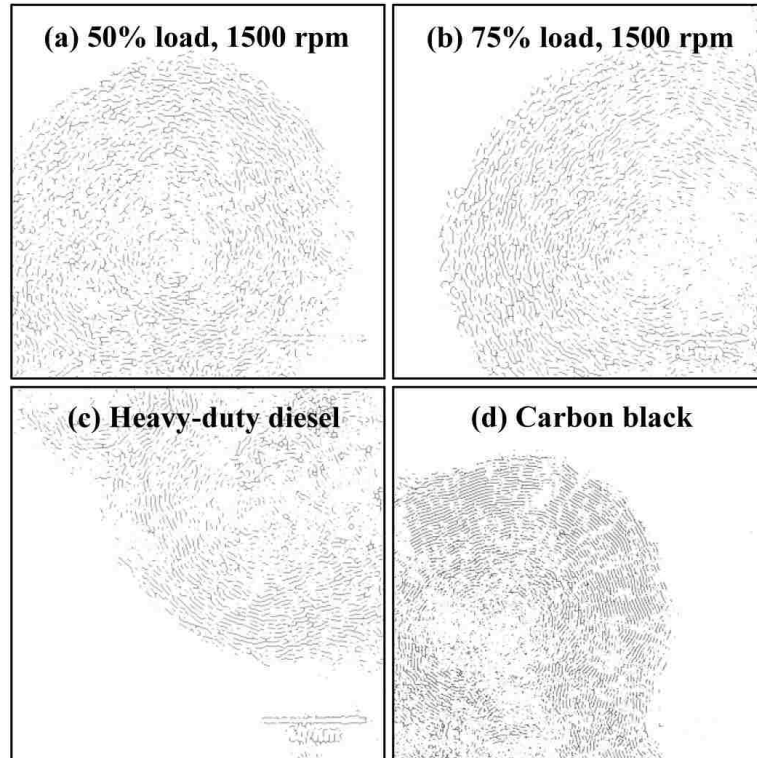 (a) 50% load, 1500 rpm
(b) 75% load, 1500 rpm
(c) Heavy-duty diesel
(d) Carbon black